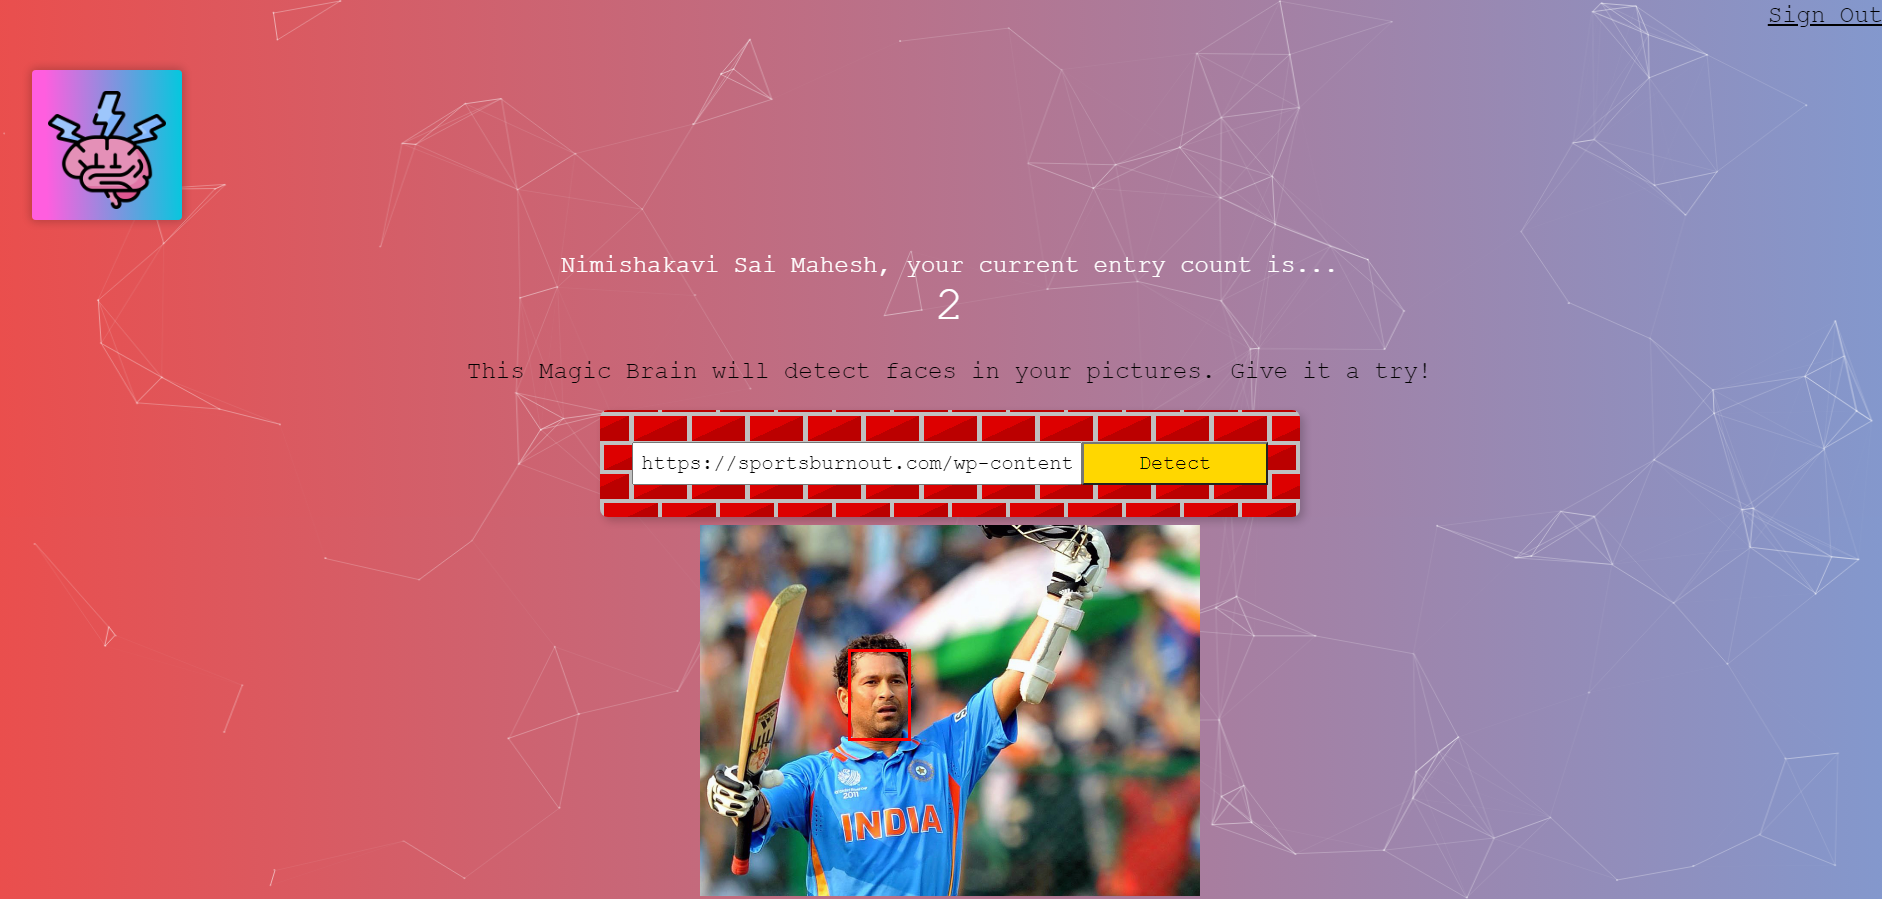 Sign Out
Nimishakavi Sai Mahesh, your current entry count is...
2
This Magic Brain will detect faces in your pictures. Give it a try!
https://sportsburnout.com/wp-content
Detect
2011
INDIA